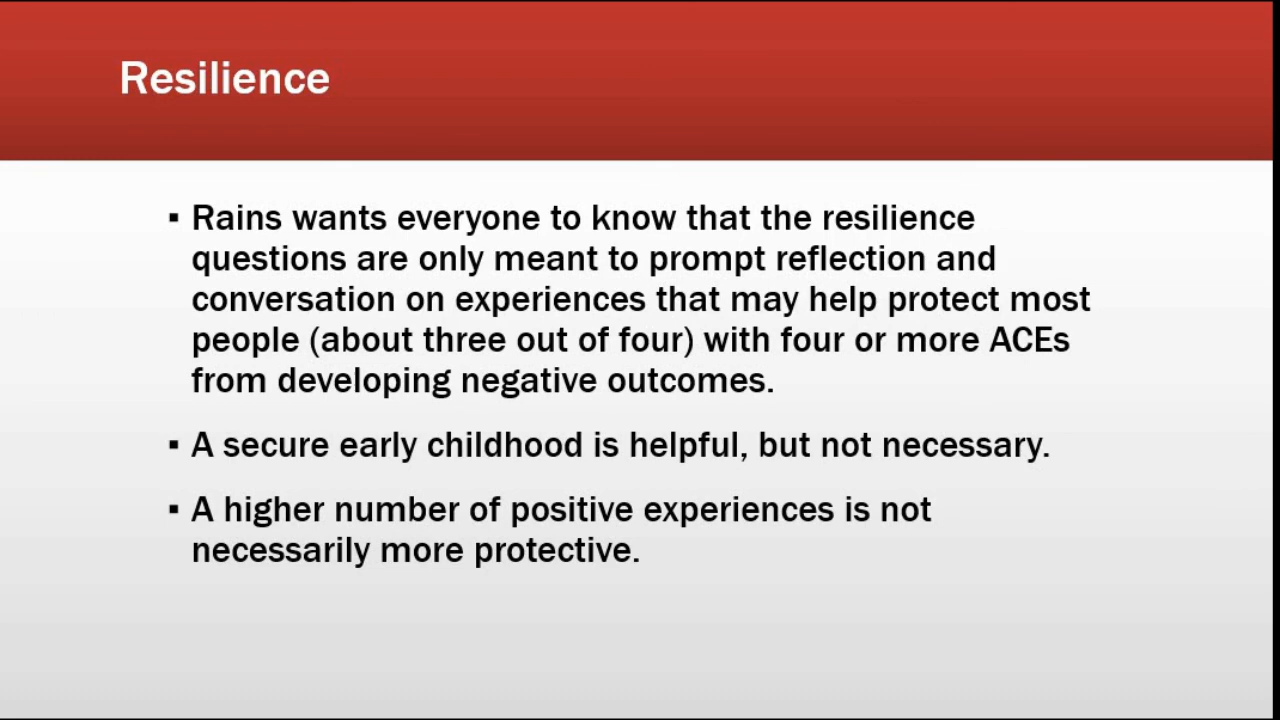 Resilience
▪ Rains wants everyone to know that the resilience
questions are only meant to prompt reflection and
conversation on experiences that may help protect most
people (about three out of four) with four or more ACEs
from developing negative outcomes.
▪ A secure early childhood is helpful, but not necessary.
▪ A higher number of positive experiences is not
necessarily more protective.